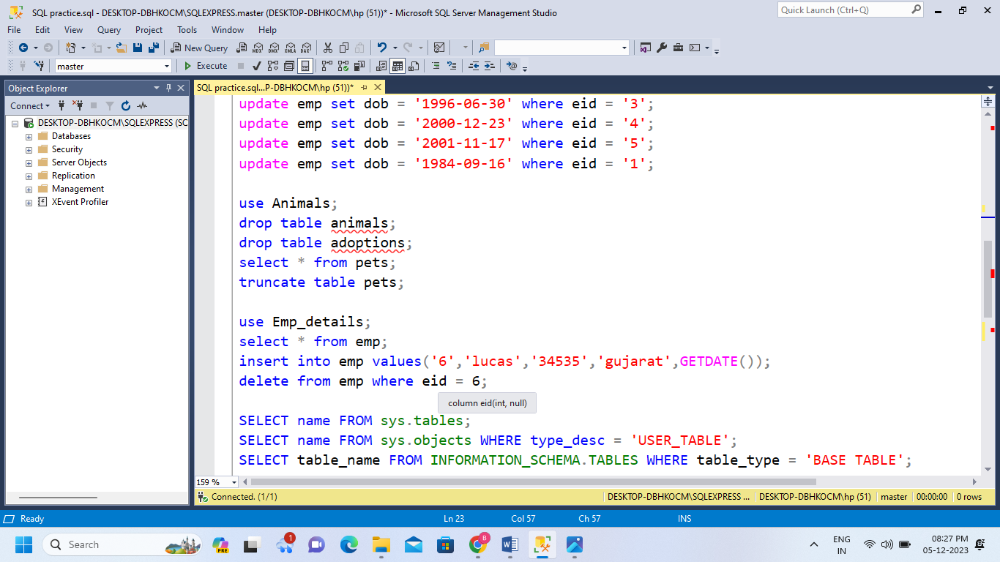 SQL practice.sql - DESKTOP-DBHKOCM\SQLEXPRESS.master (DESKTOP-DBHKOCM\hp (51))* - Microsoft SQL Server Management Studio
Quick Launch (Ctrl+Q)
File Edit View Query Project Tools Window Help
New Query MDX DMX XMLA DAX
master Execute
Object Explorer
SQL practice.sql...P-DBHKOCM\hp (51))*
Connect
DESKTOP-DBHKOCM\SQLEXPRESS (SC
Databases
Security
Server Objects
Replication
Management
XEvent Profiler
update emp set dob = '1996-06-30' where eid = '3';
update emp set dob = '2000-12-23' where eid = '4';
update emp set dob = '2001-11-17' where eid = '5';
update emp set dob = '1984-09-16' where eid = '1';
use Animals;
drop table animals;
drop table adoptions;
select * from pets;
truncate table pets;
use Emp_details;
select * from emp;
insert into emp values('6','lucas','34535','gujarat',GETDATE());
delete from emp where eid = 6;
column eid(int, null)
SELECT name FROM sys.tables;
SELECT name FROM sys.objects WHERE type_desc = 'USER_TABLE';
SELECT table_name FROM INFORMATION_SCHEMA.TABLES WHERE table_type = 'BASE TABLE';
159 %
Connected. (1/1)
DESKTOP-DBHKOCM\SQLEXPRESS ... DESKTOP-DBHKOCM\hp (51) master 00:00:00 0 rows
Ready
Ln 23 Col 57 Ch 57 INS
Search
PRE
1
B
ENG
IN
08:27 PM
05-12-2023